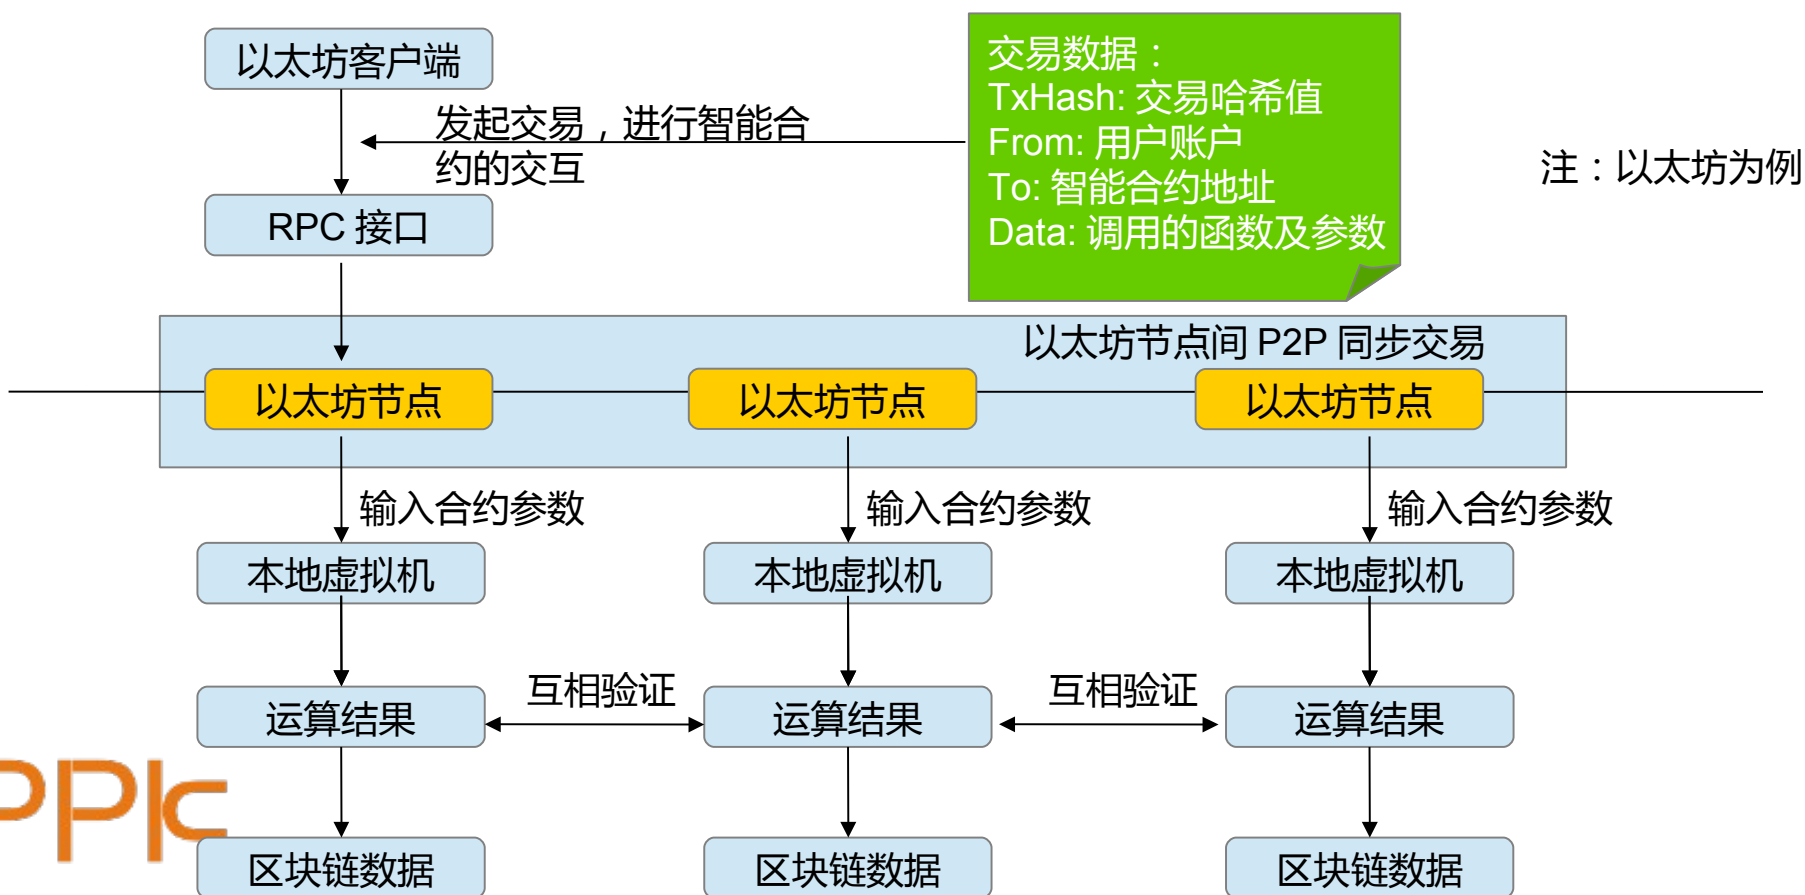 以太坊客户端
交易数据：
TxHash: 交易哈希值
From: 用户账户
To: 智能合约地址
Data: 调用的函数及参数
发起交易，进行智能合
约的交互
注：以太坊为例
RPC 接口
以太坊节点间 P2P 同步交易
以太坊节点 以太坊节点 以太坊节点
输入合约参数 输入合约参数 输入合约参数
本地虚拟机 本地虚拟机 本地虚拟机
互相验证 互相验证
运算结果 运算结果 运算结果
PPK
区块链数据 区块链数据 区块链数据